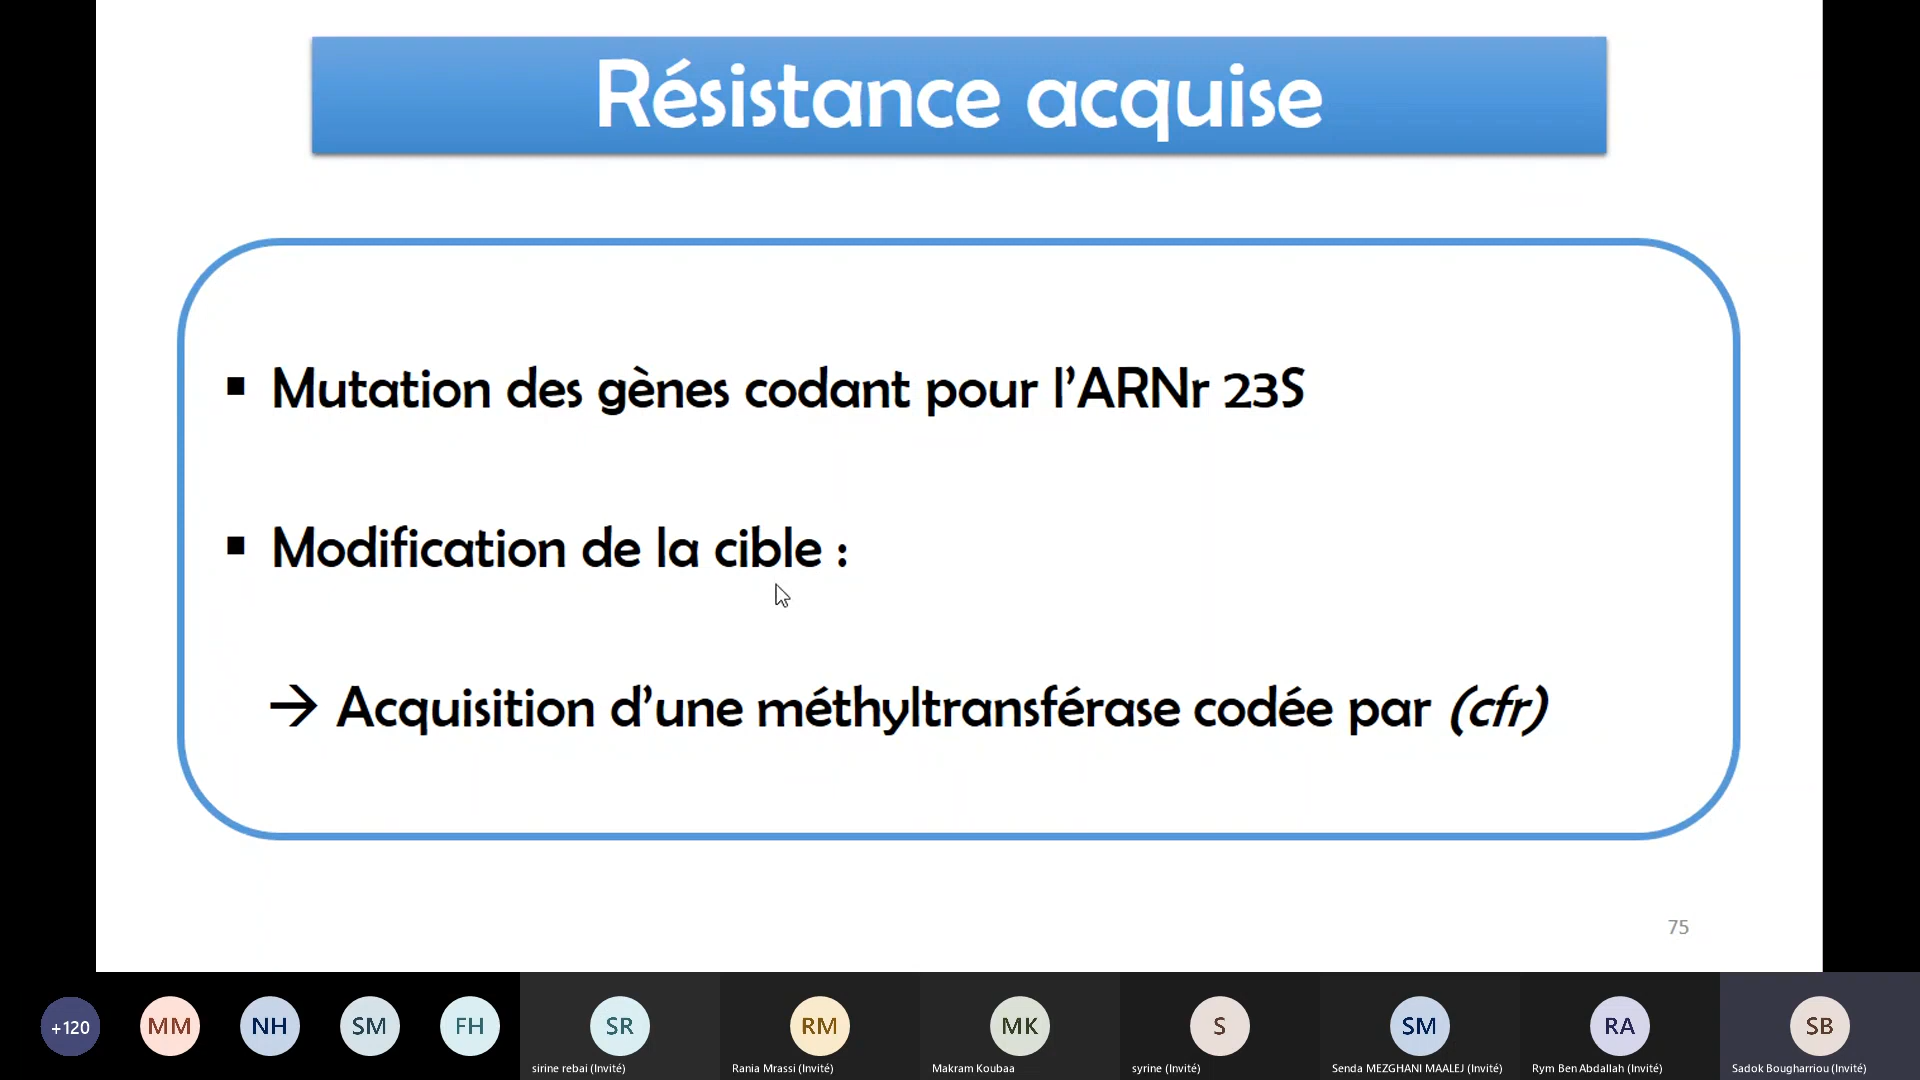 Résistance acquise
▪ Mutation des gènes codant pour l’ARNr 23S
▪ Modification de la cible :
→ Acquisition d’une méthyltransférase codée par (cfr)
75
+120
MM
NH
SM
FH
SR
RM
MK
S
SM
RA
SB
sirine rebai (Invité)
Rania Mrassi (Invité)
Makram Koubaa
syrine (Invité)
Senda MEZGHANI MAALEJ (Invité)
Rym Ben Abdallah (Invité)
Sadok Bougharriou (Invité)